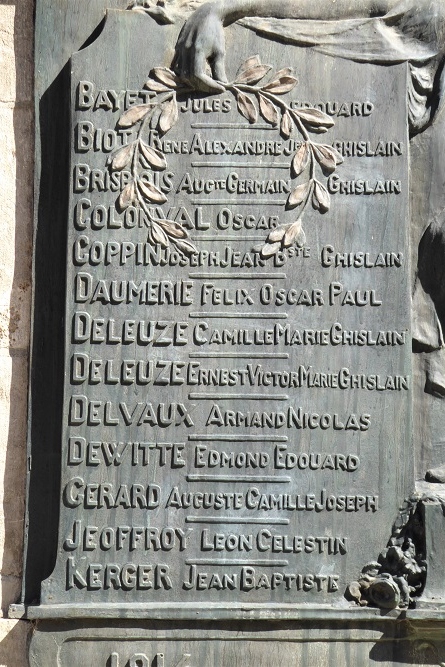 BAYET JULES EDOUARD
BIOT RENE ALEXANDRE J. GHISLAIN
BRISBOIS AUGTE GERMAIN GHISLAIN
COLONVAL OSCAR
COPPIN JOSEPH JEAN BSTE GHISLAIN
DAUMERIE FELIX OSCAR PAUL
DELEUZE CAMILLE MARIE GHISLAIN
DELEUZE ERNEST VICTOR MARIE GHISLAIN
DELVAUX ARMAND NICOLAS
DEWITTE EDMOND EDOUARD
GERARD AUGUSTE CAMILLE JOSEPH
JEOFFROY LEON CELESTIN
KERGER JEAN BAPTISTE